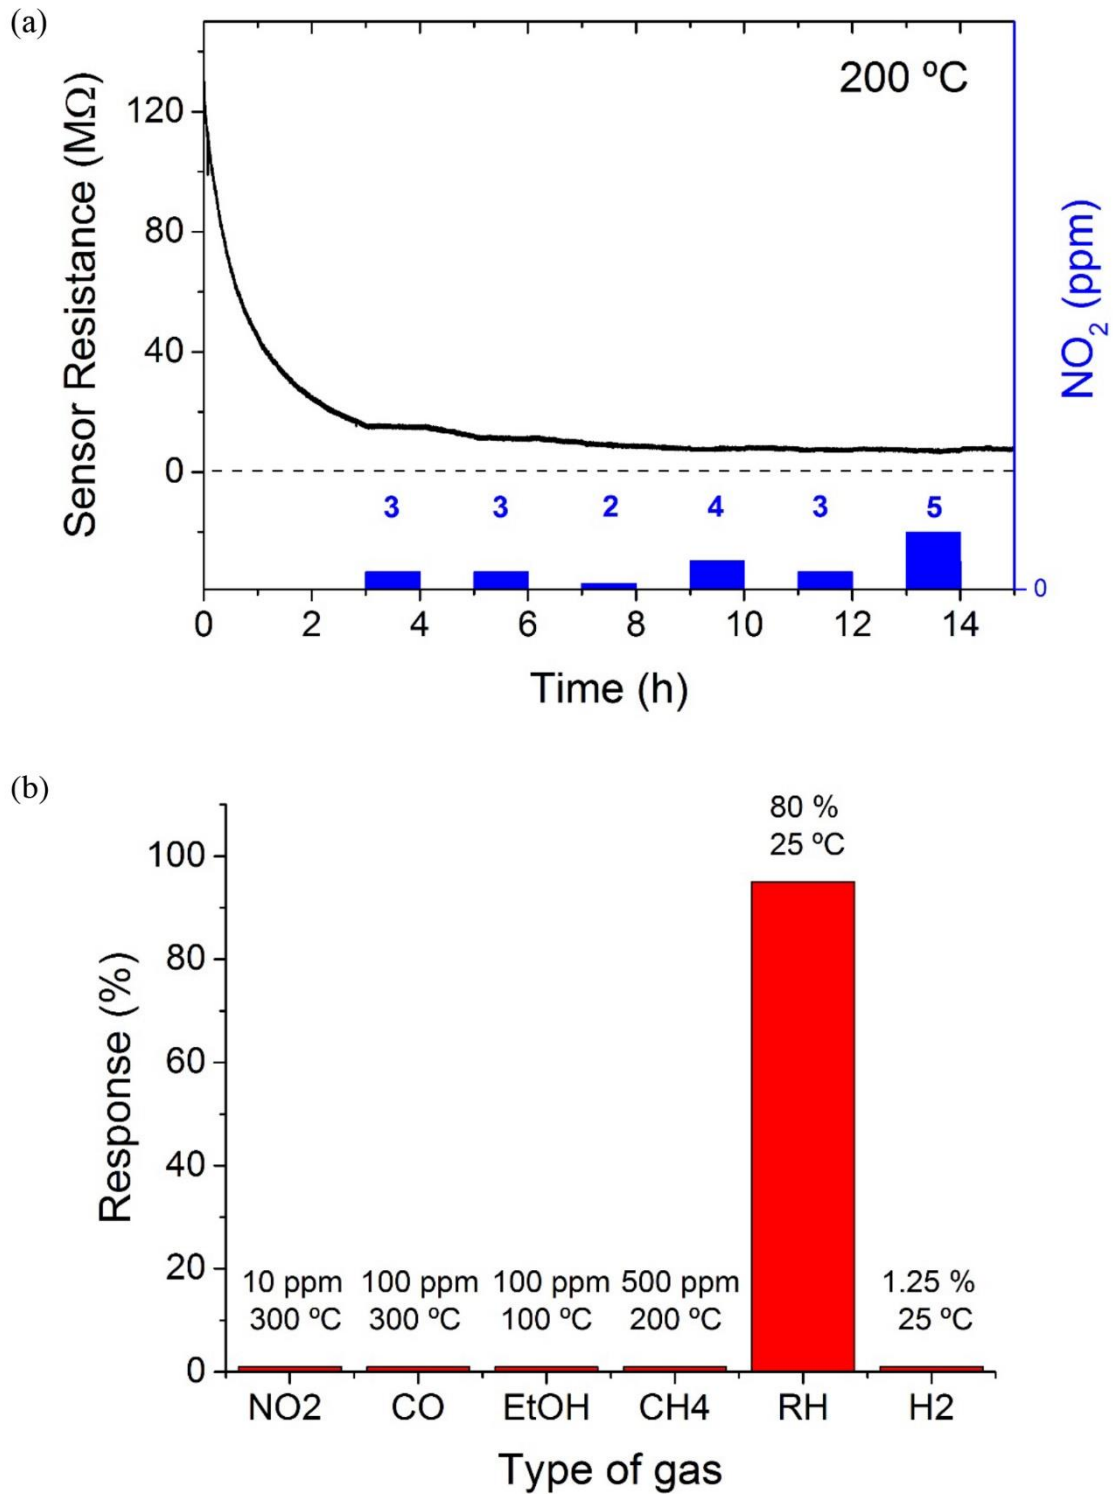 (a)
200 ºC
Sensor Resistance (MΩ)
120
80
40
0
NO2 (ppm)
3 3 2 4 3 5
0
0 2 4 6 8 10 12 14
Time (h)
(b)
Response (%)
100
80
60
40
20
0
80 %
25 ºC
10 ppm 100 ppm 100 ppm 500 ppm 1.25 %
300 ºC 300 ºC 100 ºC 200 ºC 25 ºC
NO2 CO EtOH CH4 RH H2
Type of gas